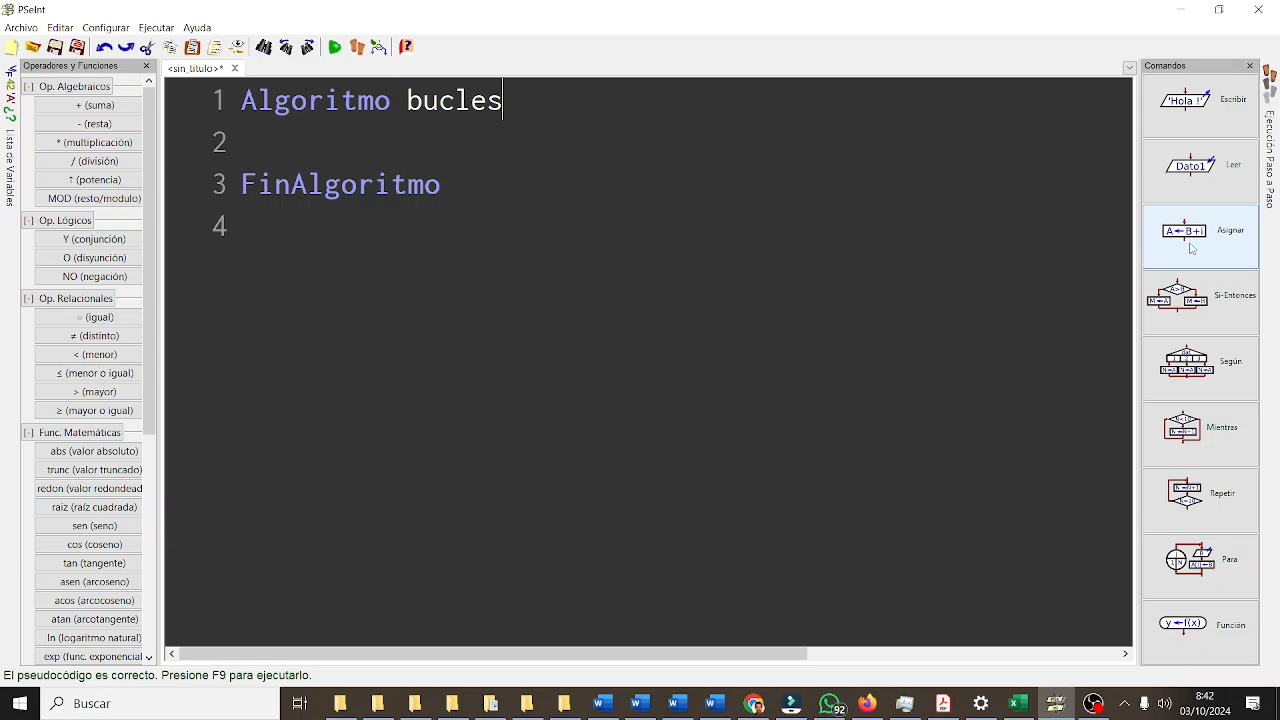 PSeInt
Archivo Editar Configurar Ejecutar Ayuda
Operadores y Funciones
<sin_titulo>*
Comandos
Lista de Variables
Op. Algebraicos
+ (suma)
- (resta)
* (multiplicación)
/ (división)
↑ (potencia)
MOD (resto/modulo)
Op. Lógicos
Y (conjunción)
O (disyunción)
NO (negación)
Op. Relacionales
= (igual)
≠ (distinto)
< (menor)
≤ (menor o igual)
> (mayor)
≥ (mayor o igual)
Func. Matemáticas
abs (valor absoluto)
trunc (valor truncado)
redon (valor redondead
raiz (raíz cuadrada)
sen (seno)
cos (coseno)
tan (tangente)
asen (arcoseno)
acos (arcocoseno)
atan (arcotangente)
ln (logaritmo natural)
exp (func. exponencial
1 Algoritmo bucles
2
3 FinAlgoritmo
4
'Hola !' Escribir
Dato1 Leer
A←B+i Asignar
Si-Entonces
Según
Mientras
Repetir
Para
y←f(x) Función
Ejecución Paso a Paso
El pseudocódigo es correcto. Presione F9 para ejecutarlo.
Buscar
92
8:42
03/10/2024